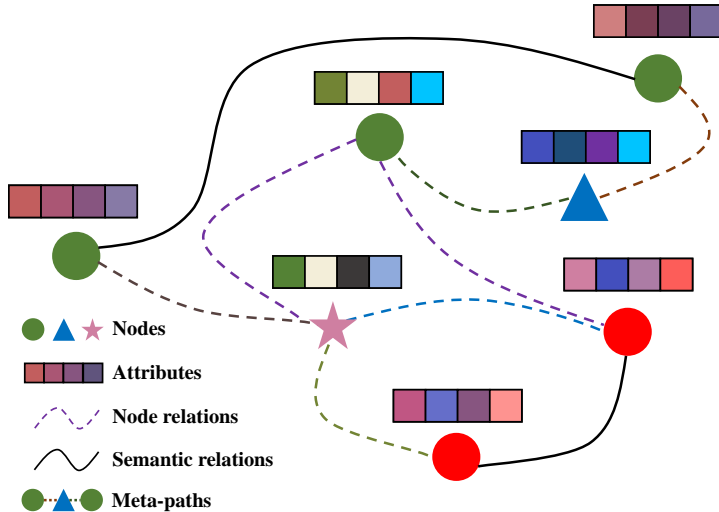 Nodes
Attributes
Node relations
Semantic relations
Meta-paths